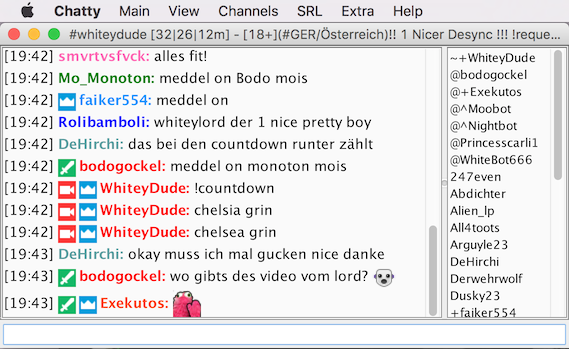 Chatty Main View Channels SRL Extra Help
#whiteydude [32|26|12m] - [18+](#GER/Österreich)!! 1 Nicer Desync !!! !reque...
[19:42] smvrtvsfvck: alles fit!
[19:42] Mo_Monoton: meddel on Bodo mois
[19:42] faiker554: meddel on
[19:42] Rolibamboli: whiteylord der 1 nice pretty boy
[19:42] DeHirchi: das bei den countdown runter zählt
[19:42] bodogockel: meddel on monoton mois
[19:42] WhiteyDude: !countdown
[19:42] WhiteyDude: chelsia grin
[19:42] WhiteyDude: chelsea grin
[19:43] DeHirchi: okay muss ich mal gucken nice danke
[19:43] bodogockel: wo gibts des video vom lord?
[19:43] Exekutos:
~+WhiteyDude
@bodogockel
@+Exekutos
@^Moobot
@^Nightbot
@Princesscarli1
@WhiteBot666
247even
Abdichter
Alien_lp
All4toots
Arguyle23
DeHirchi
Derwehrwolf
Dusky23
+faiker554